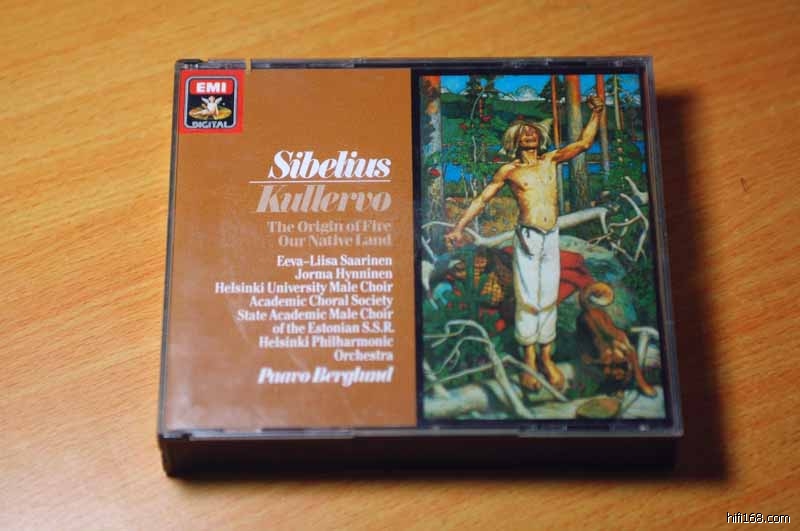 EMI
DIGITAL
Sibelius
Kullervo
The Origin of Fire
Our Native Land
Eeva-Liisa Saarinen
Jorma Hynninen
Helsinki University Male Choir
Academic Choral Society
State Academic Male Choir
of the Estonian S.S.R.
Helsinki Philharmonic
Orchestra
Paavo Berglund
hifi168.com